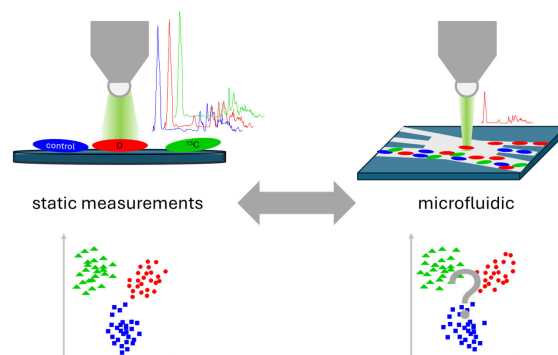 control
D
¹³C
static measurements
microfluidic
?